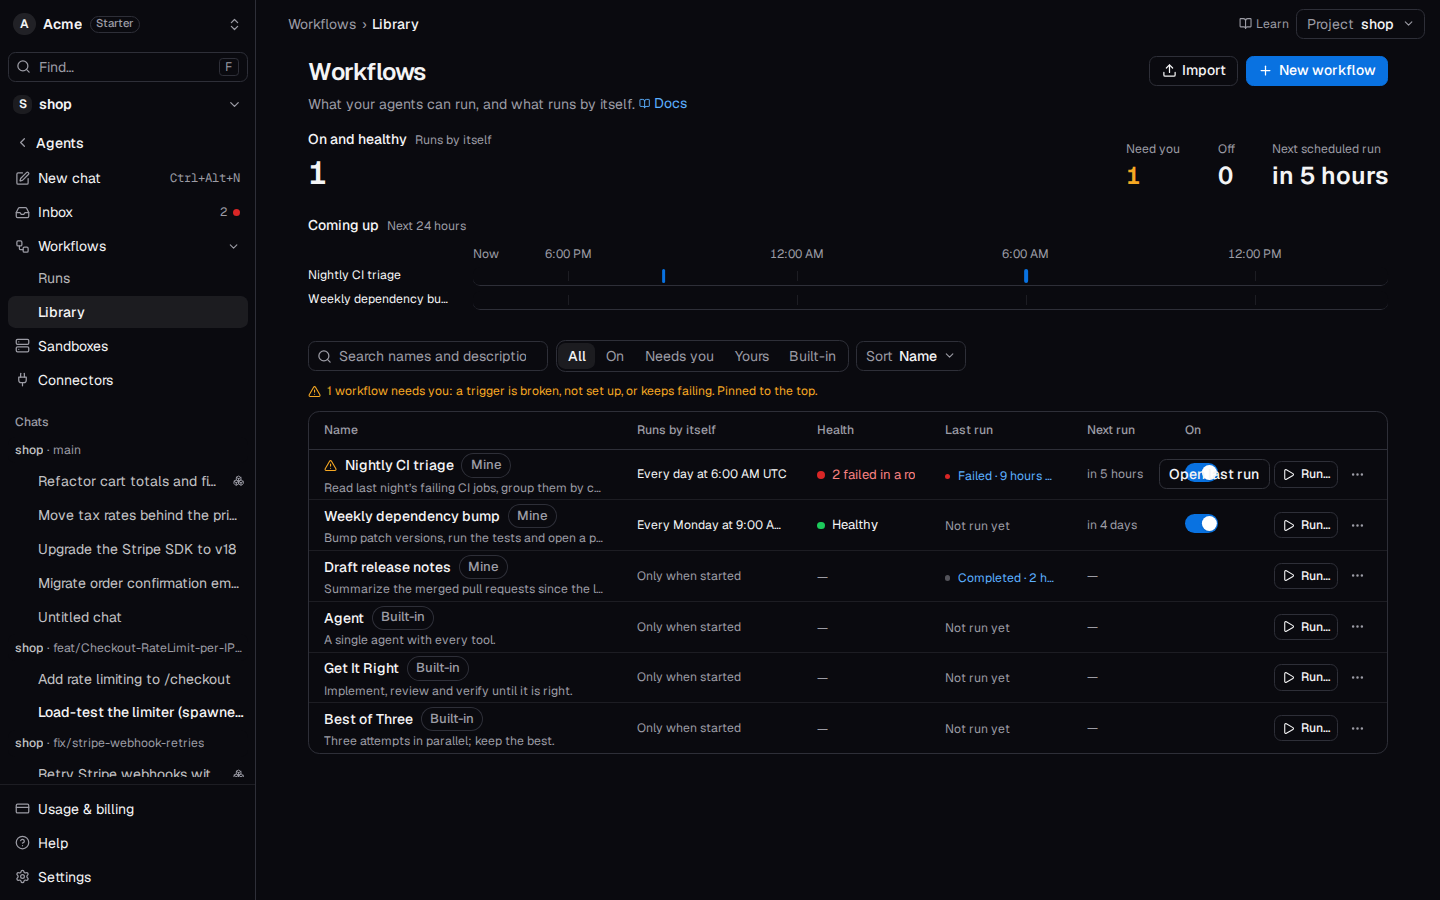 A Acme Starter
Find... F
S shop
Agents
New chat Ctrl+Alt+N
Inbox 2
Workflows
Runs
Library
Sandboxes
Connectors
Chats
shop · main
Refactor cart totals and fi...
Move tax rates behind the pri...
Upgrade the Stripe SDK to v18
Migrate order confirmation em...
Untitled chat
shop · feat/Checkout-RateLimit-per-IP...
Add rate limiting to /checkout
Load-test the limiter (spawne...
shop · fix/stripe-webhook-retries
Retry Stripe webhooks wit
Usage & billing
Help
Settings
Workflows › Library
Learn
Project shop
Workflows
Import
New workflow
What your agents can run, and what runs by itself. Docs
On and healthy Runs by itself
1
Need you
1
Off
0
Next scheduled run
in 5 hours
Coming up Next 24 hours
Now 6:00 PM 12:00 AM 6:00 AM 12:00 PM
Nightly CI triage
Weekly dependency bu...
Search names and descriptio
All On Needs you Yours Built-in
Sort Name
1 workflow needs you: a trigger is broken, not set up, or keeps failing. Pinned to the top.
Name Runs by itself Health Last run Next run On
Nightly CI triage Mine
Read last night's failing CI jobs, group them by c...
Every day at 6:00 AM UTC
2 failed in a ro
Failed · 9 hours ...
in 5 hours
Open last run
Run...
Weekly dependency bump Mine
Bump patch versions, run the tests and open a p...
Every Monday at 9:00 A...
Healthy
Not run yet
in 4 days
Run...
Draft release notes Mine
Summarize the merged pull requests since the l...
Only when started
—
Completed · 2 h...
—
Run...
Agent Built-in
A single agent with every tool.
Only when started
—
Not run yet
—
Run...
Get It Right Built-in
Implement, review and verify until it is right.
Only when started
—
Not run yet
—
Run...
Best of Three Built-in
Three attempts in parallel; keep the best.
Only when started
—
Not run yet
—
Run...